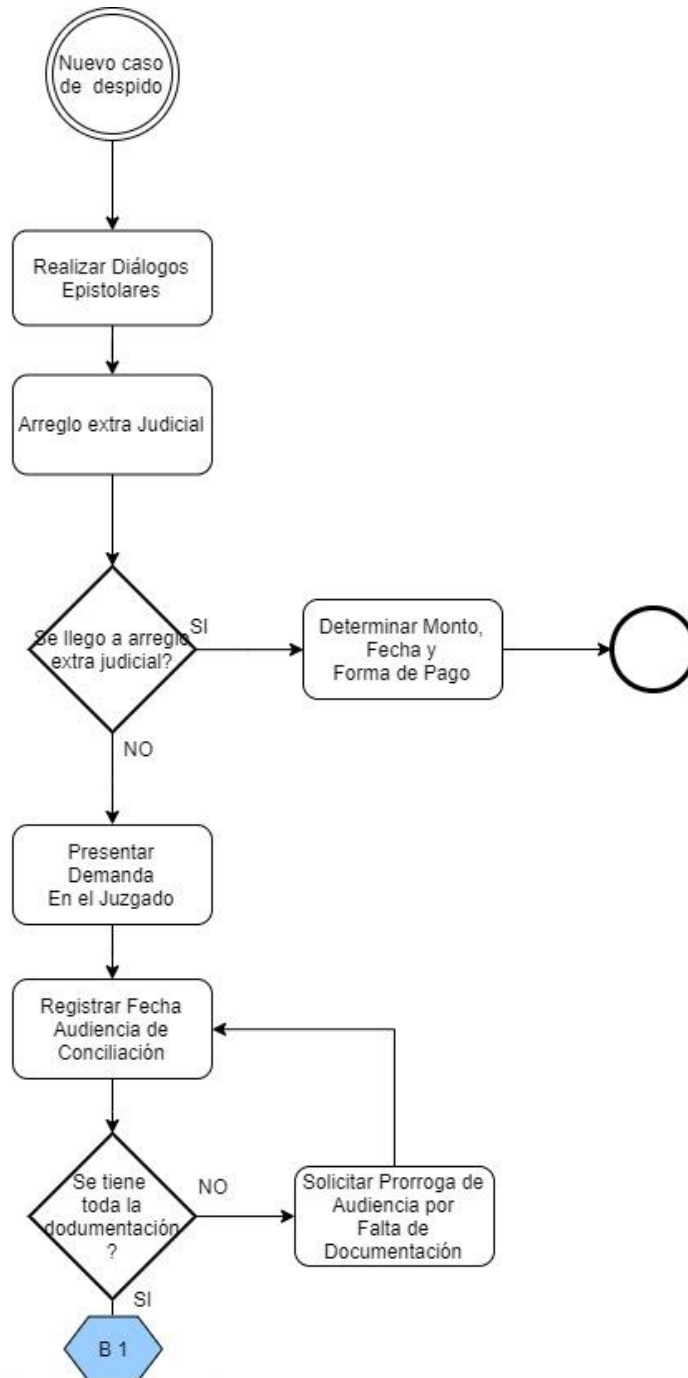 Nuevo caso
de despido
Realizar Diálogos
Epistolares
Arreglo extra Judicial
Se llego a arreglo
extra judicial?
SI
Determinar Monto,
Fecha y
Forma de Pago
NO
Presentar
Demanda
En el Juzgado
Registrar Fecha
Audiencia de
Conciliación
Se tiene
toda la
dodumentación
?
NO
Solicitar Prorroga de
Audiencia por
Falta de
Documentación
SI
B 1